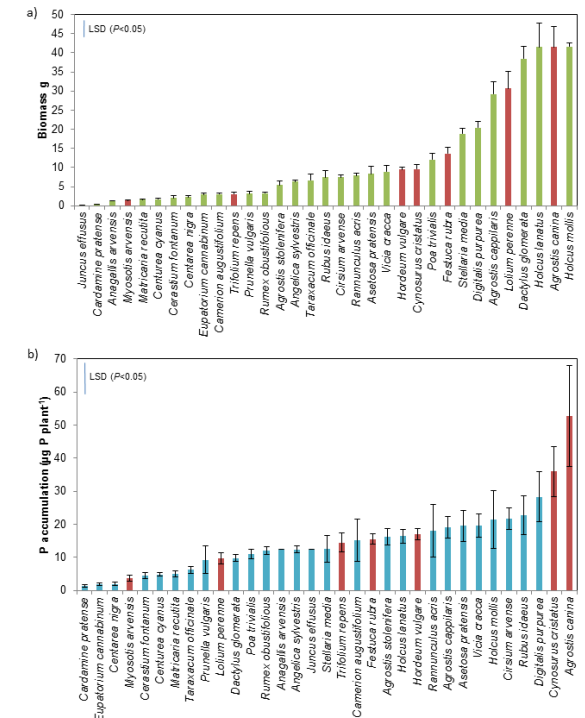 a)
50
45
40
35
30
25
20
15
10
5
0
Biomass g
LSD (P<0.05)
Juncus effusus
Cardamine pratense
Anagallis arvensis
Myosotis arvensis
Matricaria recutita
Centurea cyanus
Cerastium fontanum
Centarea nigra
Eupatorium cannabinum
Camerion augustifolium
Trifolium repens
Prunella vulgaris
Rumex obustifolious
Agrostis stolenifera
Angelica sylvestris
Taraxacum officinale
Rubus idaeus
Cirsium arvense
Rannunculus acris
Asetosa pratensis
Vicia cracca
Hordeum vulgare
Cynosurus cristatus
Poa trivalis
Festuca rubra
Stellaria media
Digitalis purpurea
Agrostis cappilaris
Lolium perenne
Dactylus glomerata
Holcus lanatus
Agrostis canina
Holcus mollis
b)
70
60
50
40
30
20
10
0
P accumulation (µg P plant⁻¹)
LSD (P<0.05)
Cardamine pratense
Eupatorium cannabinum
Centarea nigra
Myosotis arvensis
Cerastium fontanum
Centurea cyanus
Matricaria recutita
Taraxacum officinale
Prunella vulgaris
Lolium perenne
Dactylus glomerata
Poa trivalis
Rumex obustifolious
Anagallis arvensis
Angelica sylvestris
Juncus effusus
Stellaria media
Trifolium repens
Camerion augustifolium
Festuca rubra
Agrostis stolenifera
Holcus lanatus
Hordeum vulgare
Rannunculus acris
Agrostis cappilaris
Asetosa pratensis
Vicia cracca
Holcus mollis
Cirsium arvense
Rubus idaeus
Digitalis purpurea
Cynosurus cristatus
Agrostis canina